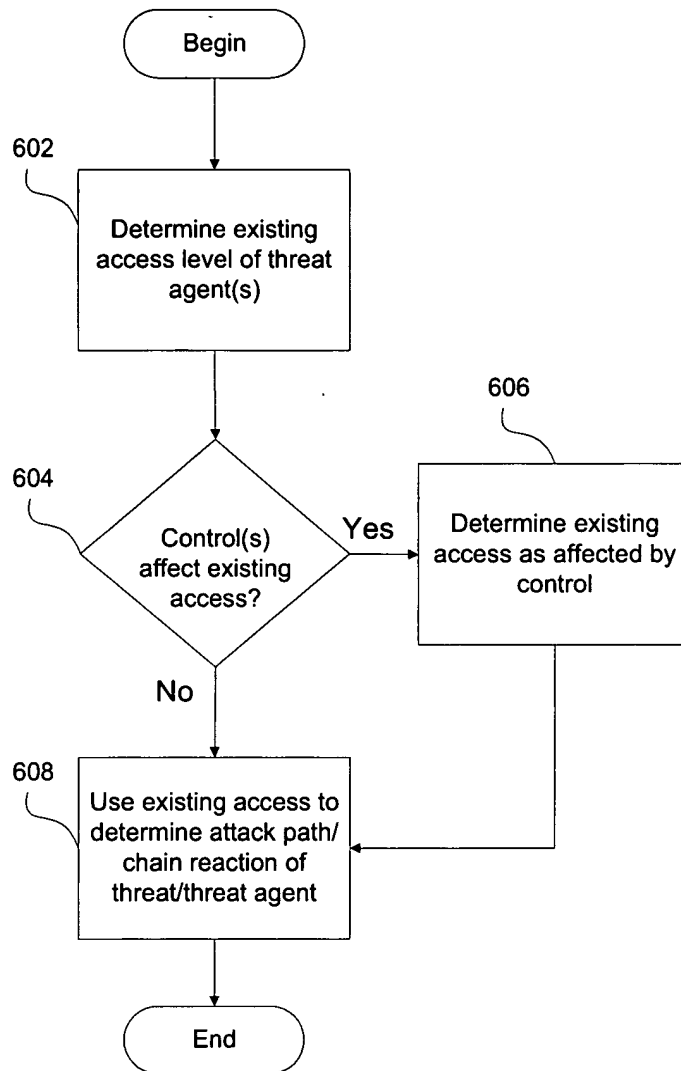 Begin
602
Determine existing
access level of threat
agent(s)
606
604
Control(s)
affect existing
access?
Yes
Determine existing
access as affected by
control
No
608
Use existing access to
determine attack path/
chain reaction of
threat/threat agent
End